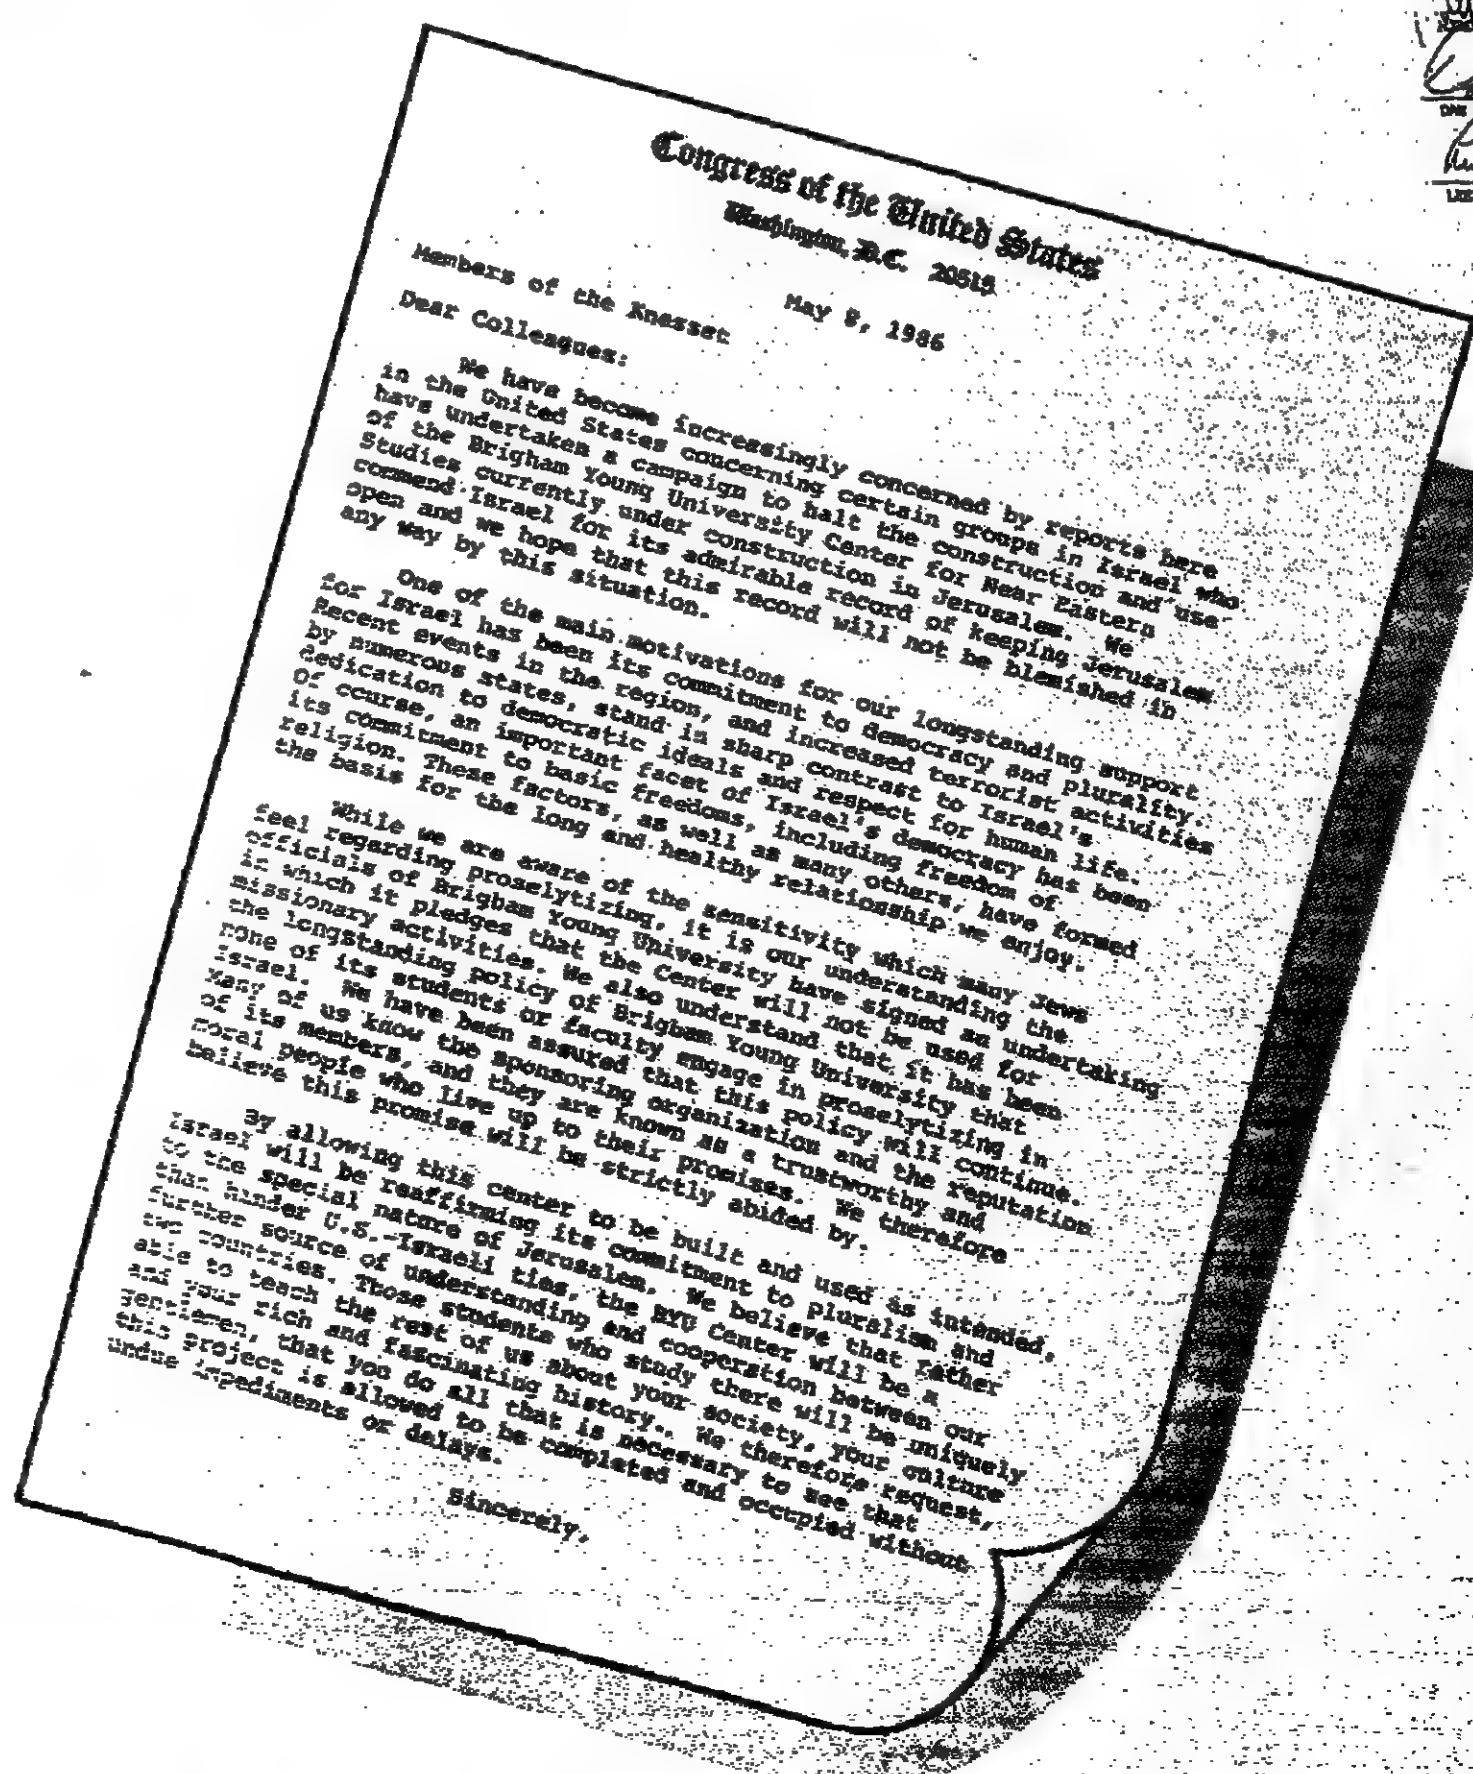 Congress of the United States
Washington, D.C. 20515
May 8, 1986
Members of the Knesset
Dear Colleagues:
We have become increasingly concerned by reports here
in the United States concerning certain groups in Israel who
have undertaken a campaign to halt the construction and use
of the Brigham Young University Center for Near Eastern
Studies currently under construction in Jerusalem. We
commend Israel for its admirable record of keeping Jerusalem
open and we hope that this record will not be blemished in
any way by this situation.
One of the main motivations for our longstanding support
for Israel has been its commitment to democracy and plurality.
Recent events in the region, and increased terrorist activities
by numerous states, stand in sharp contrast to Israel's
dedication to democratic ideals and respect for human life.
Of course, an important facet of Israel's democracy has been
its commitment to basic freedoms, including freedom of
religion. These factors, as well as many others, have formed
the basis for the long and healthy relationship we enjoy.
While we are aware of the sensitivity which many Jews
feel regarding proselytizing, it is our understanding the
officials of Brigham Young University have signed an undertaking
in which it pledges that the Center will not be used for
missionary activities. We also understand that it has been
the longstanding policy of Brigham Young University that
none of its students or faculty engage in proselytizing in
Israel. We have been assured that this policy will continue.
Many of us know the sponsoring organization and the reputation
of its members, and they are known as a trustworthy and
moral people who live up to their promises. We therefore
believe this promise will be strictly abided by.
By allowing this center to be built and used as intended,
Israel will be reaffirming its commitment to pluralism and
to the special nature of Jerusalem. We believe that rather
than hinder U.S.-Israeli ties, the BYU Center will be a
further source of understanding and cooperation between our
two countries. Those students who study there will be uniquely
able to teach the rest of us about your society, your culture
and your rich and fascinating history. We therefore request,
gentlemen, that you do all that is necessary to see that
this project is allowed to be completed and occupied without
undue impediments or delays.
Sincerely,